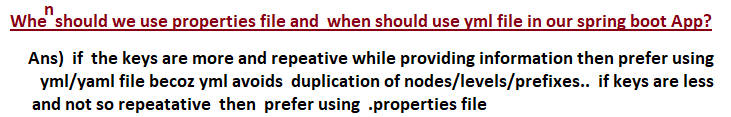 When should we use properties file and when should use yml file in our spring boot App?
Ans) if the keys are more and repeative while providing information then prefer using
yml/yaml file becoz yml avoids duplication of nodes/levels/prefixes.. if keys are less
and not so repeatative then prefer using .properties file